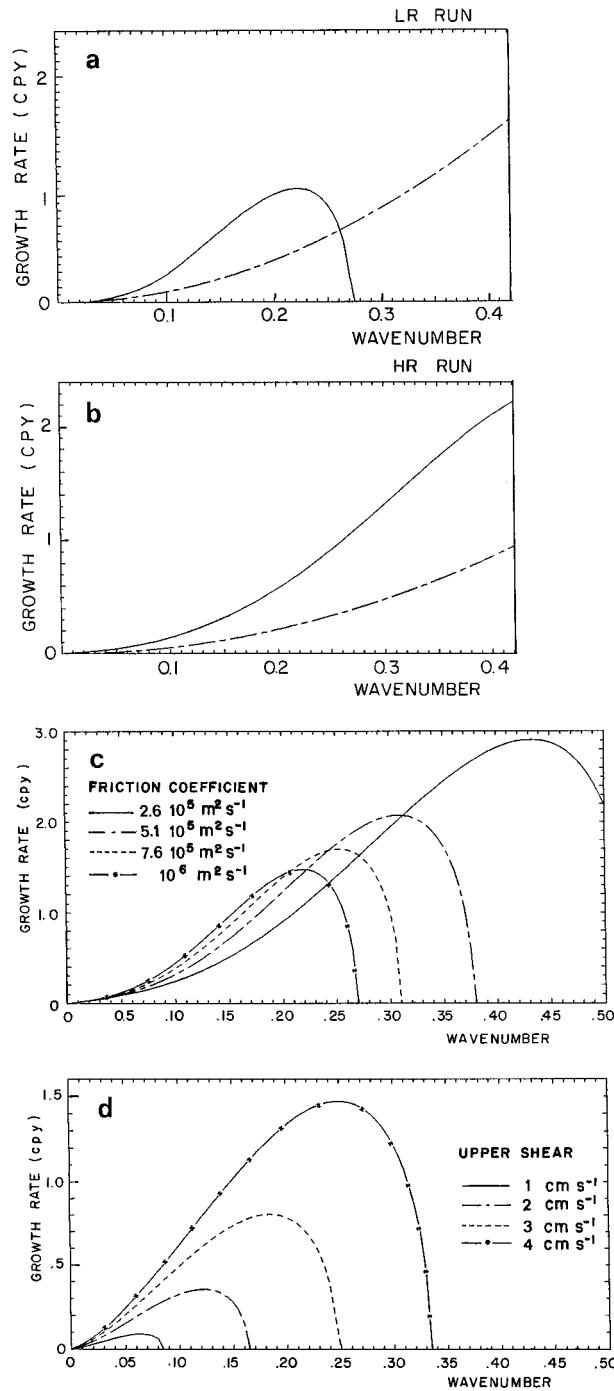 LR RUN
a
GROWTH RATE (CPY)
2
1
0
0.1 0.2 0.3 0.4
WAVENUMBER
HR RUN
b
GROWTH RATE (CPY)
2
1
0
0.1 0.2 0.3 0.4
WAVENUMBER
c
GROWTH RATE (cpy)
3.0
2.0
1.0
0
FRICTION COEFFICIENT
2.6 10⁵ m² s⁻¹
5.1 10⁵ m² s⁻¹
7.6 10⁵ m² s⁻¹
10⁶ m² s⁻¹
0 0.5 .10 .15 .20 .25 .30 .35 .40 .45 .50
WAVENUMBER
d
GROWTH RATE (cpy)
1.5
1.0
.5
0
UPPER SHEAR
1 cm s⁻¹
2 cm s⁻¹
3 cm s⁻¹
4 cm s⁻¹
0 .05 .10 .15 .20 .25 .30 .35 .40 .45 .50
WAVENUMBER